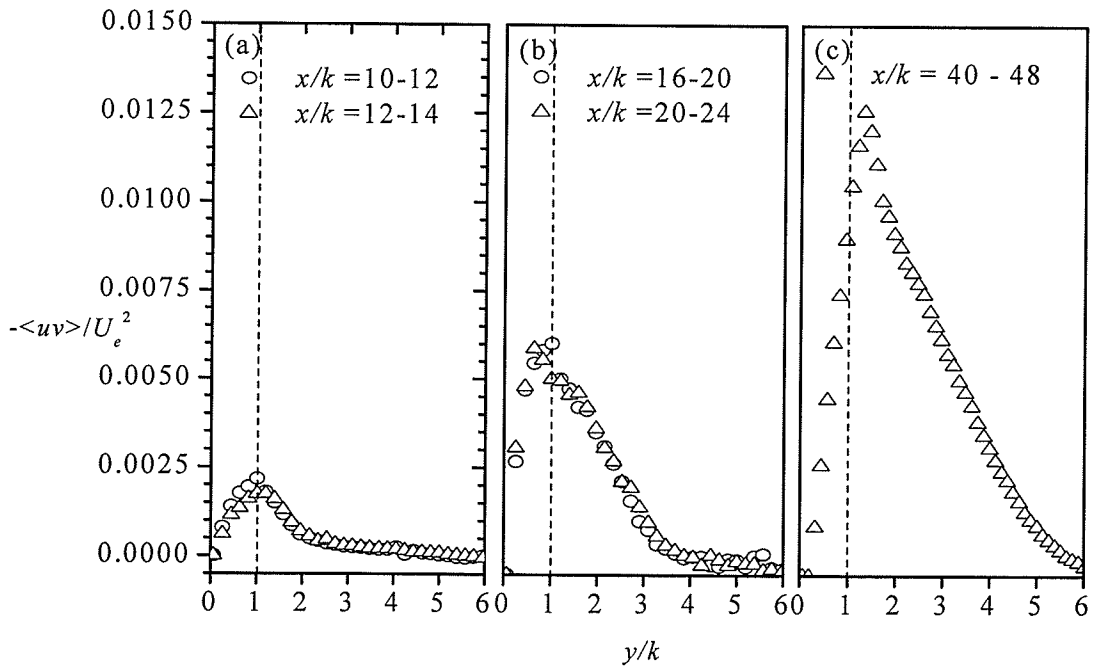 0.0150
0.0125
0.0100
0.0075
0.0050
0.0025
0.0000
-<uv>/Ue2
(a)
x/k =10-12
x/k =12-14
(b)
x/k =16-20
x/k =20-24
(c)
x/k = 40 - 48
0 1 2 3 4 5 6
0 1 2 3 4 5 6
0 1 2 3 4 5 6
y/k